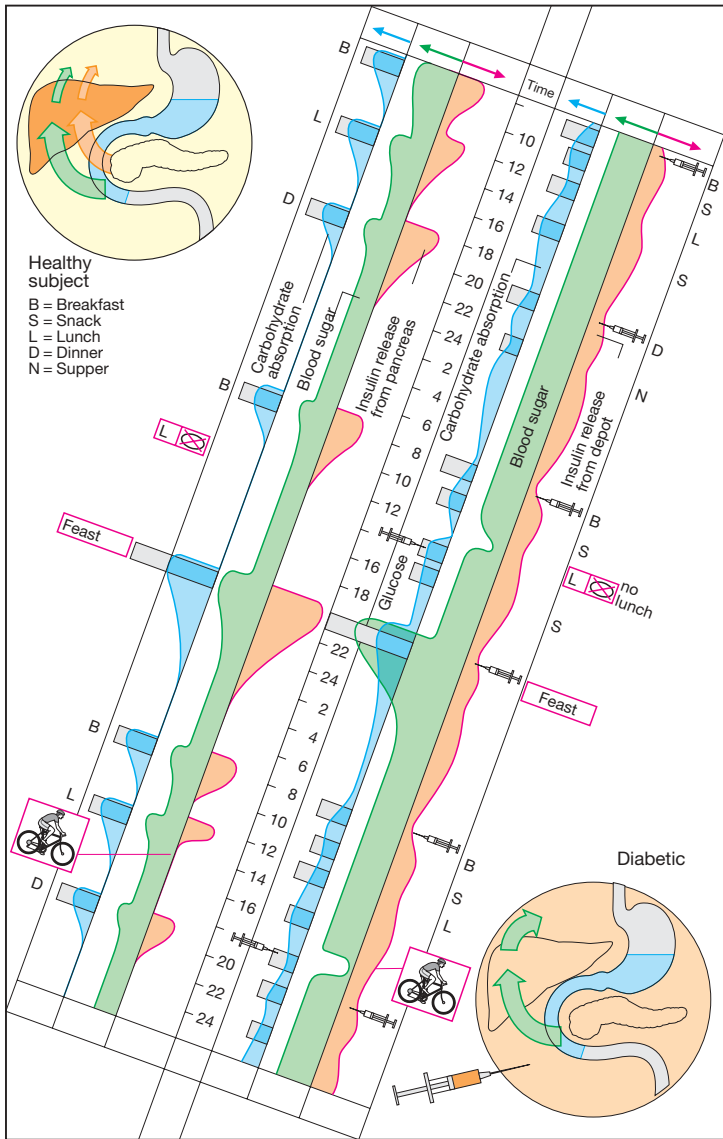 B
L
D
Healthy
subject
B = Breakfast
S = Snack
L = Lunch
D = Dinner
N = Supper
Carbohydrate
absorption
Blood sugar
Insulin release
from pancreas
B
L
Feast
B
L
D
Time
10
12
14
16
18
20
22
24
2
4
6
8
10
12
16
18
22
24
2
4
6
8
10
12
14
16
20
22
24
Carbohydrate absorption
Glucose
Blood sugar
Insulin release
from depot
B
S
L
S
D
N
B
S
L
no
lunch
S
Feast
B
S
L
Diabetic